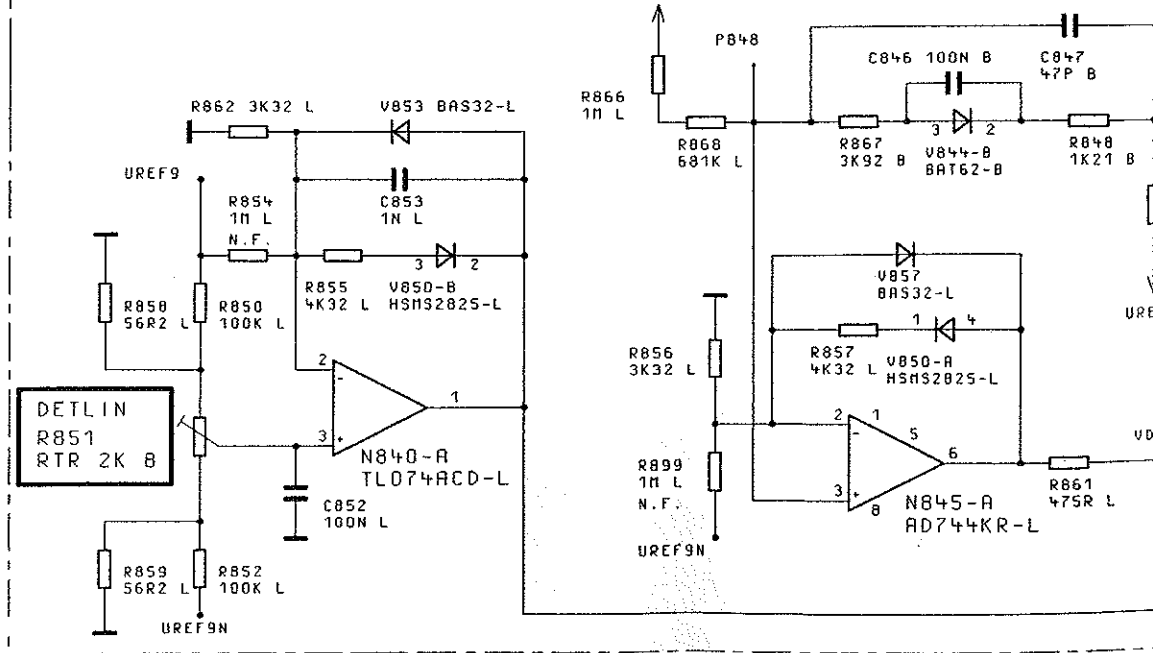 P848
C846 100N B
C847
47P B
R862 3K32 L
V853 BAS32-L
R866
1M L
R868
681K L
R867
3K92 B
3
2
V844-B
BAT62-B
R848
1K21 B
UREF9
R854
1M L
N.F.
C853
1N L
R855
4K32 L
3
2
V850-B
HSMS2825-L
V857
BAS32-L
R858
56R2 L
R850
100K L
R856
3K32 L
R857
4K32 L
1
4
V850-A
HSMS2825-L
DETLIN
R851
RTR 2K B
2
-
3
+
1
N840-A
TL074ACD-L
2
-
3
+
1
5
8
6
N845-A
AD744KR-L
R861
475R L
R899
1M L
N.F.
UREF9N
C852
100N L
R859
56R2 L
R852
100K L
UREF9N